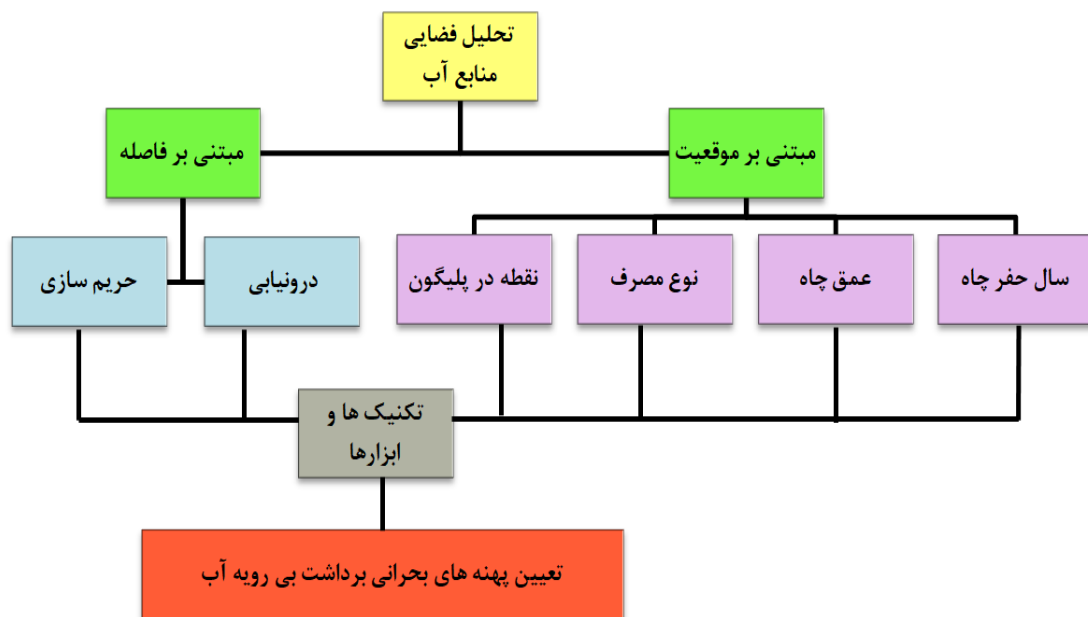 تحلیل فضایی
منابع آب
مبتنی بر موقعیت
مبتنی بر فاصله
سال حفر چاه
عمق چاه
نوع مصرف
نقطه در پلیگون
درونیابی
حریم سازی
تکنیک ها و
ابزارها
تعیین پهنه های بحرانی برداشت بی رویه آب